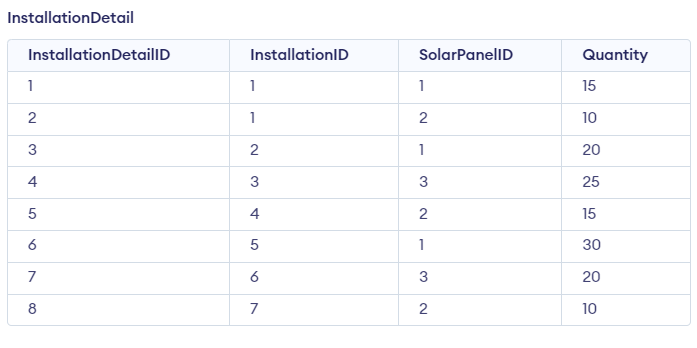 InstallationDetail
InstallationDetailID InstallationID SolarPanelID Quantity
1 1 1 15
2 1 2 10
3 2 1 20
4 3 3 25
5 4 2 15
6 5 1 30
7 6 3 20
8 7 2 10